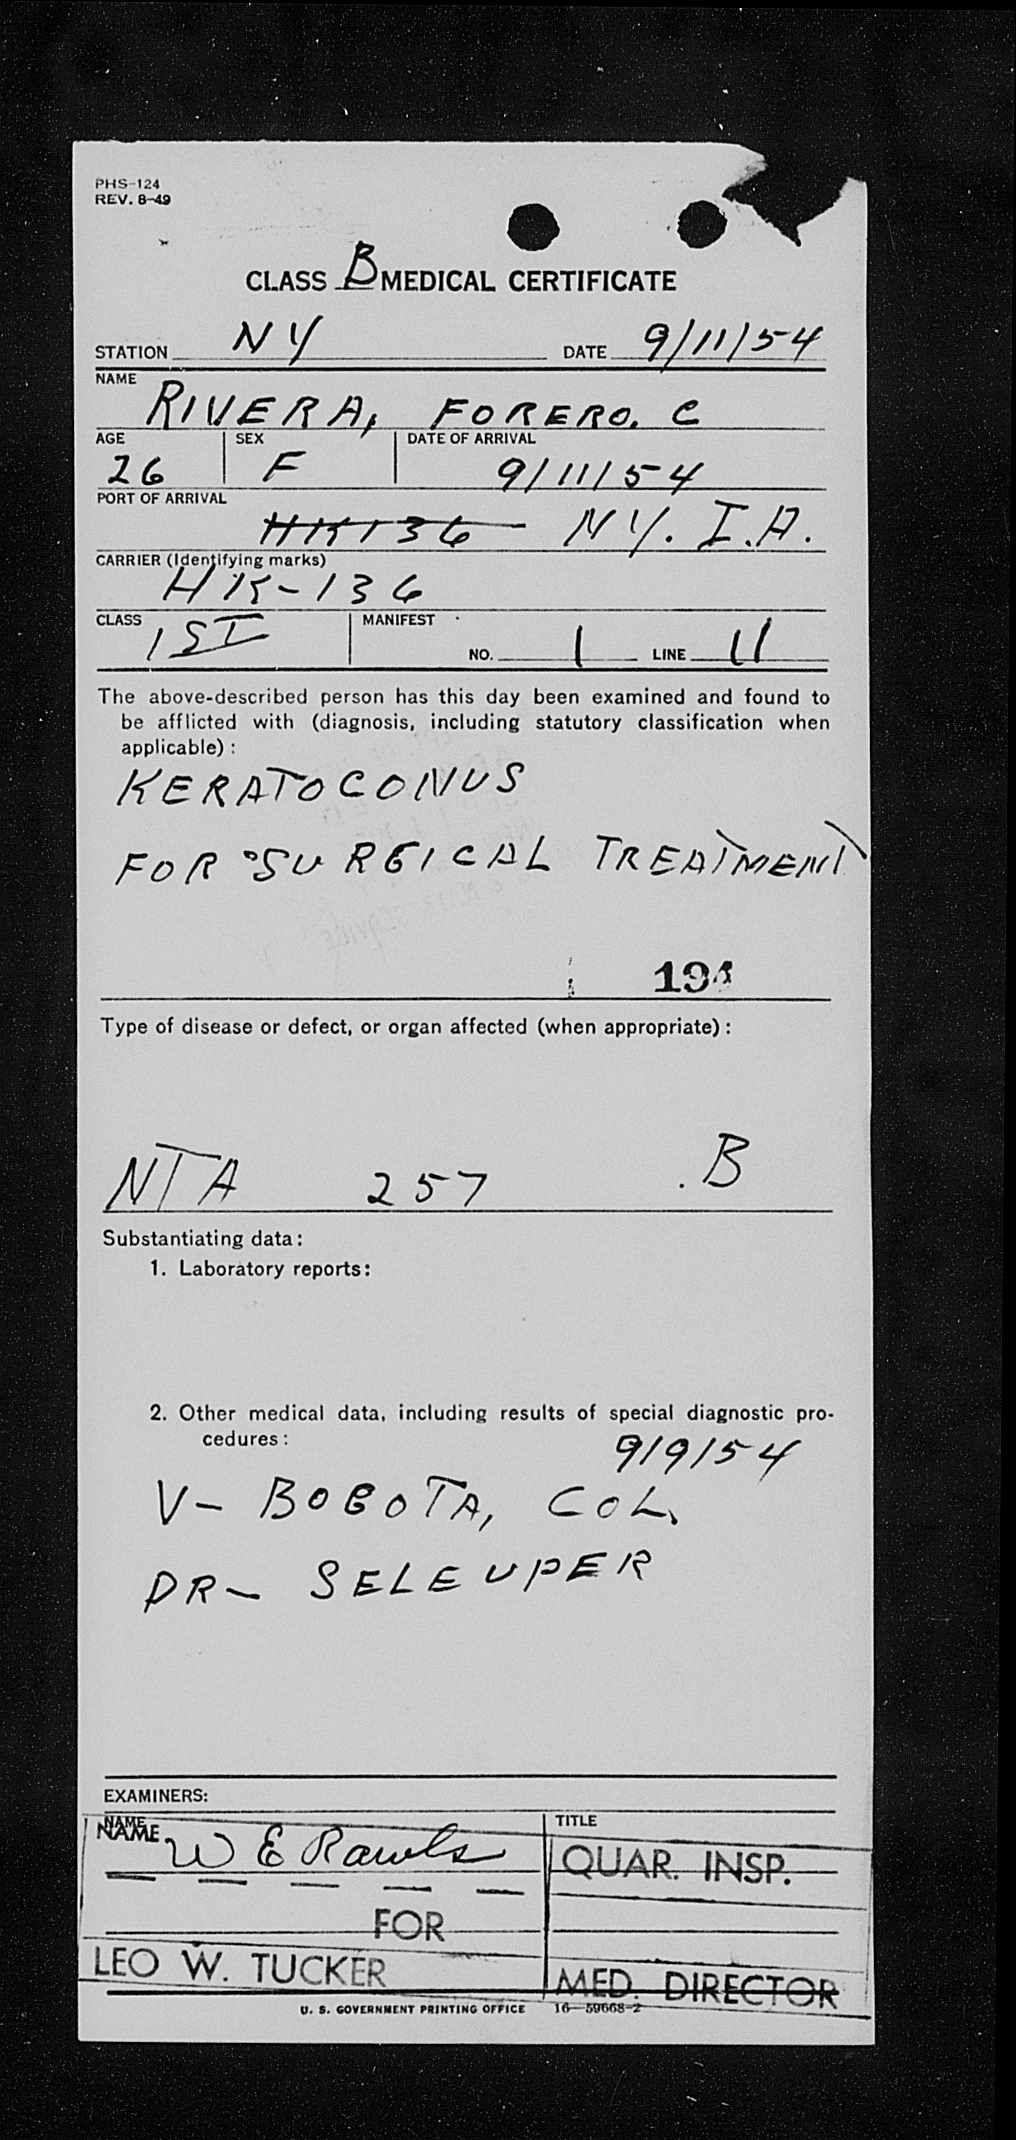 PHS-124
REV. 8-49
CLASS B MEDICAL CERTIFICATE
STATION NY DATE 9/11/54
NAME
RIVERA, FORERO. C
AGE SEX DATE OF ARRIVAL
26 F 9/11/54
PORT OF ARRIVAL
HK136 NY. I.A.
CARRIER (Identifying marks)
HK-136
CLASS MANIFEST
1ST NO. 1 LINE 11
The above-described person has this day been examined and found to
be afflicted with (diagnosis, including statutory classification when
applicable):
KERATOCONUS
FOR SURGICAL TREATMENT
Type of disease or defect, or organ affected (when appropriate):
NTA 257 B
Substantiating data:
1. Laboratory reports:
2. Other medical data, including results of special diagnostic pro-
cedures:
9/9/54
V- BOGOTA, COL.
DR- SELEUPER
EXAMINERS:
NAME NAME TITLE
W E Rawls QUAR. INSP.
FOR
LEO W. TUCKER MED. DIRECTOR
U. S. GOVERNMENT PRINTING OFFICE 16-59668-2